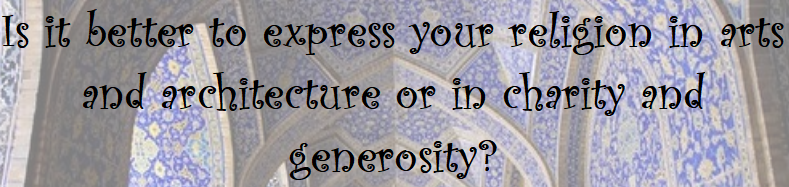 Is it better to express your religion in arts
and architecture or in charity and
generosity?